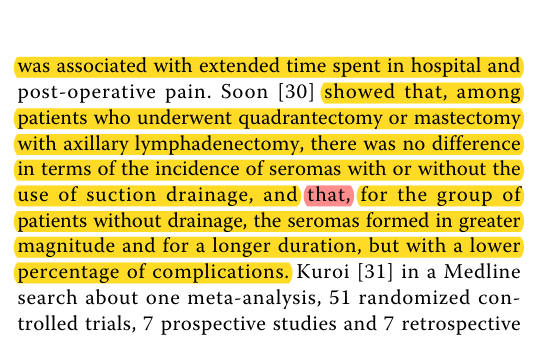 was associated with extended time spent in hospital and
post-operative pain. Soon [30] showed that, among
patients who underwent quadrantectomy or mastectomy
with axillary lymphadenectomy, there was no difference
in terms of the incidence of seromas with or without the
use of suction drainage, and that, for the group of
patients without drainage, the seromas formed in greater
magnitude and for a longer duration, but with a lower
percentage of complications. Kuroi [31] in a Medline
search about one meta-analysis, 51 randomized con-
trolled trials, 7 prospective studies and 7 retrospective